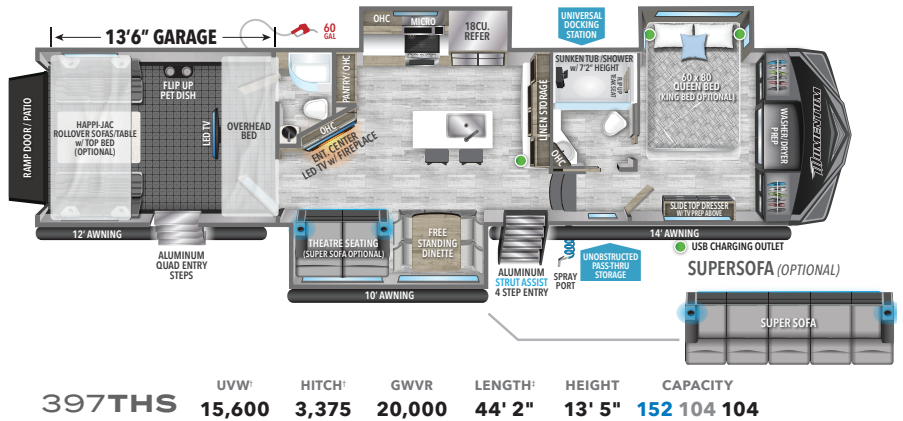 13'6" GARAGE
60
GAL
OHC
MICRO
18CU.
REFER
UNIVERSAL
DOCKING
STATION
RAMP DOOR / PATIO
HAPPI-JAC
ROLLOVER SOFAS/TABLE
w/ TOP BED
(OPTIONAL)
FLIP UP
PET DISH
LED TV
OVERHEAD
BED
PANTRY/OHC
OHC
ENT. CENTER
LED TV w/ FIREPLACE
LINEN STORAGE
SUNKEN TUB/SHOWER
w/ 7'2" HEIGHT
FLIP UP
TEAK SEAT
OHC
60 x 80
QUEEN BED
(KING BED OPTIONAL)
WASHER/DRYER
PREP
MOMENTUM
SLIDE TOP DRESSER
W/TV PREP ABOVE
THEATRE SEATING
(SUPER SOFA OPTIONAL)
FREE
STANDING
DINETTE
12' AWNING
ALUMINUM
QUAD ENTRY
STEPS
10' AWNING
ALUMINUM
STRUT ASSIST
4 STEP ENTRY
SPRAY
PORT
UNOBSTRUCTED
PASS-THRU
STORAGE
14' AWNING
USB CHARGING OUTLET
SUPERSOFA (OPTIONAL)
SUPER SOFA
397THS
UVW† HITCH† GWVR LENGTH‡ HEIGHT CAPACITY
15,600 3,375 20,000 44' 2" 13' 5" 152 104 104